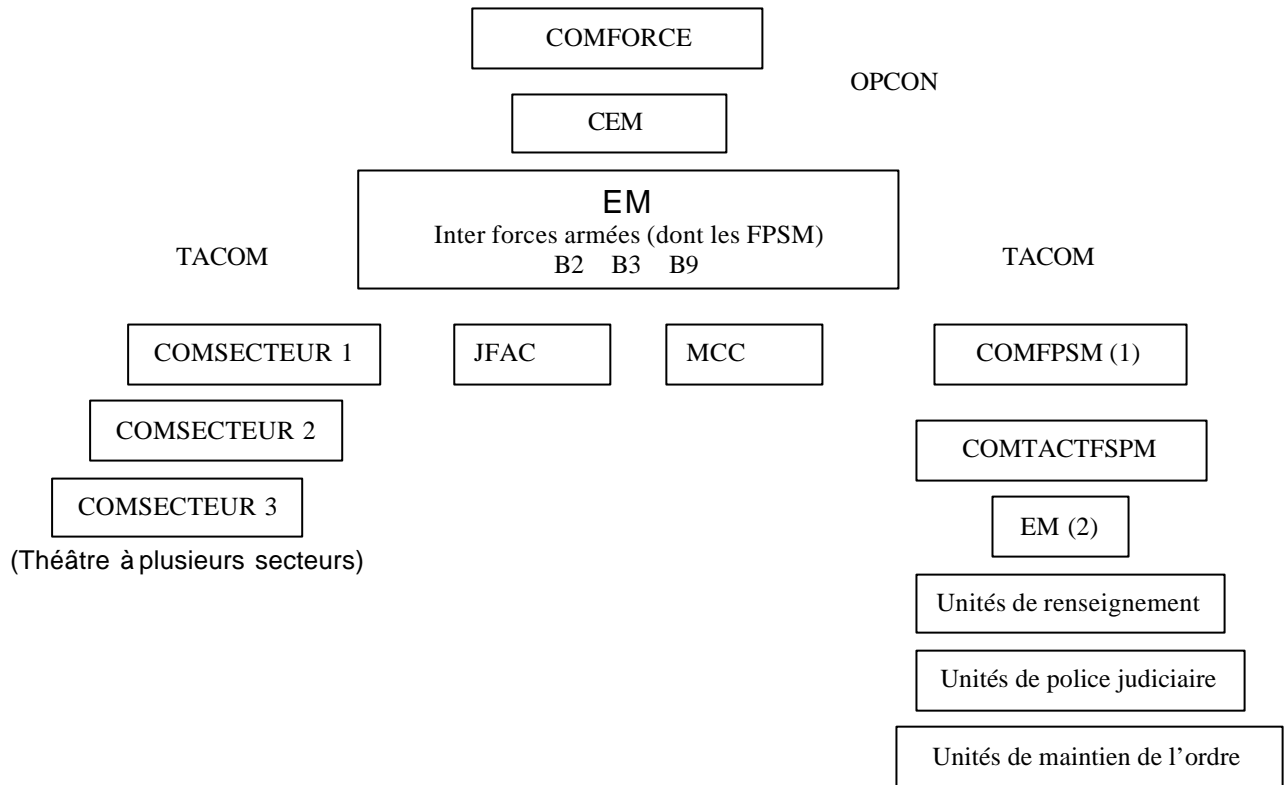 COMFORCE
OPCON
CEM
EM
Inter forces armées (dont les FPSM)
B2 B3 B9
TACOM
TACOM
COMSECTEUR 1
JFAC
MCC
COMFPSM (1)
COMSECTEUR 2
COMTACTFSPM
COMSECTEUR 3
EM (2)
(Théâtre à plusieurs secteurs)
Unités de renseignement
Unités de police judiciaire
Unités de maintien de l’ordre